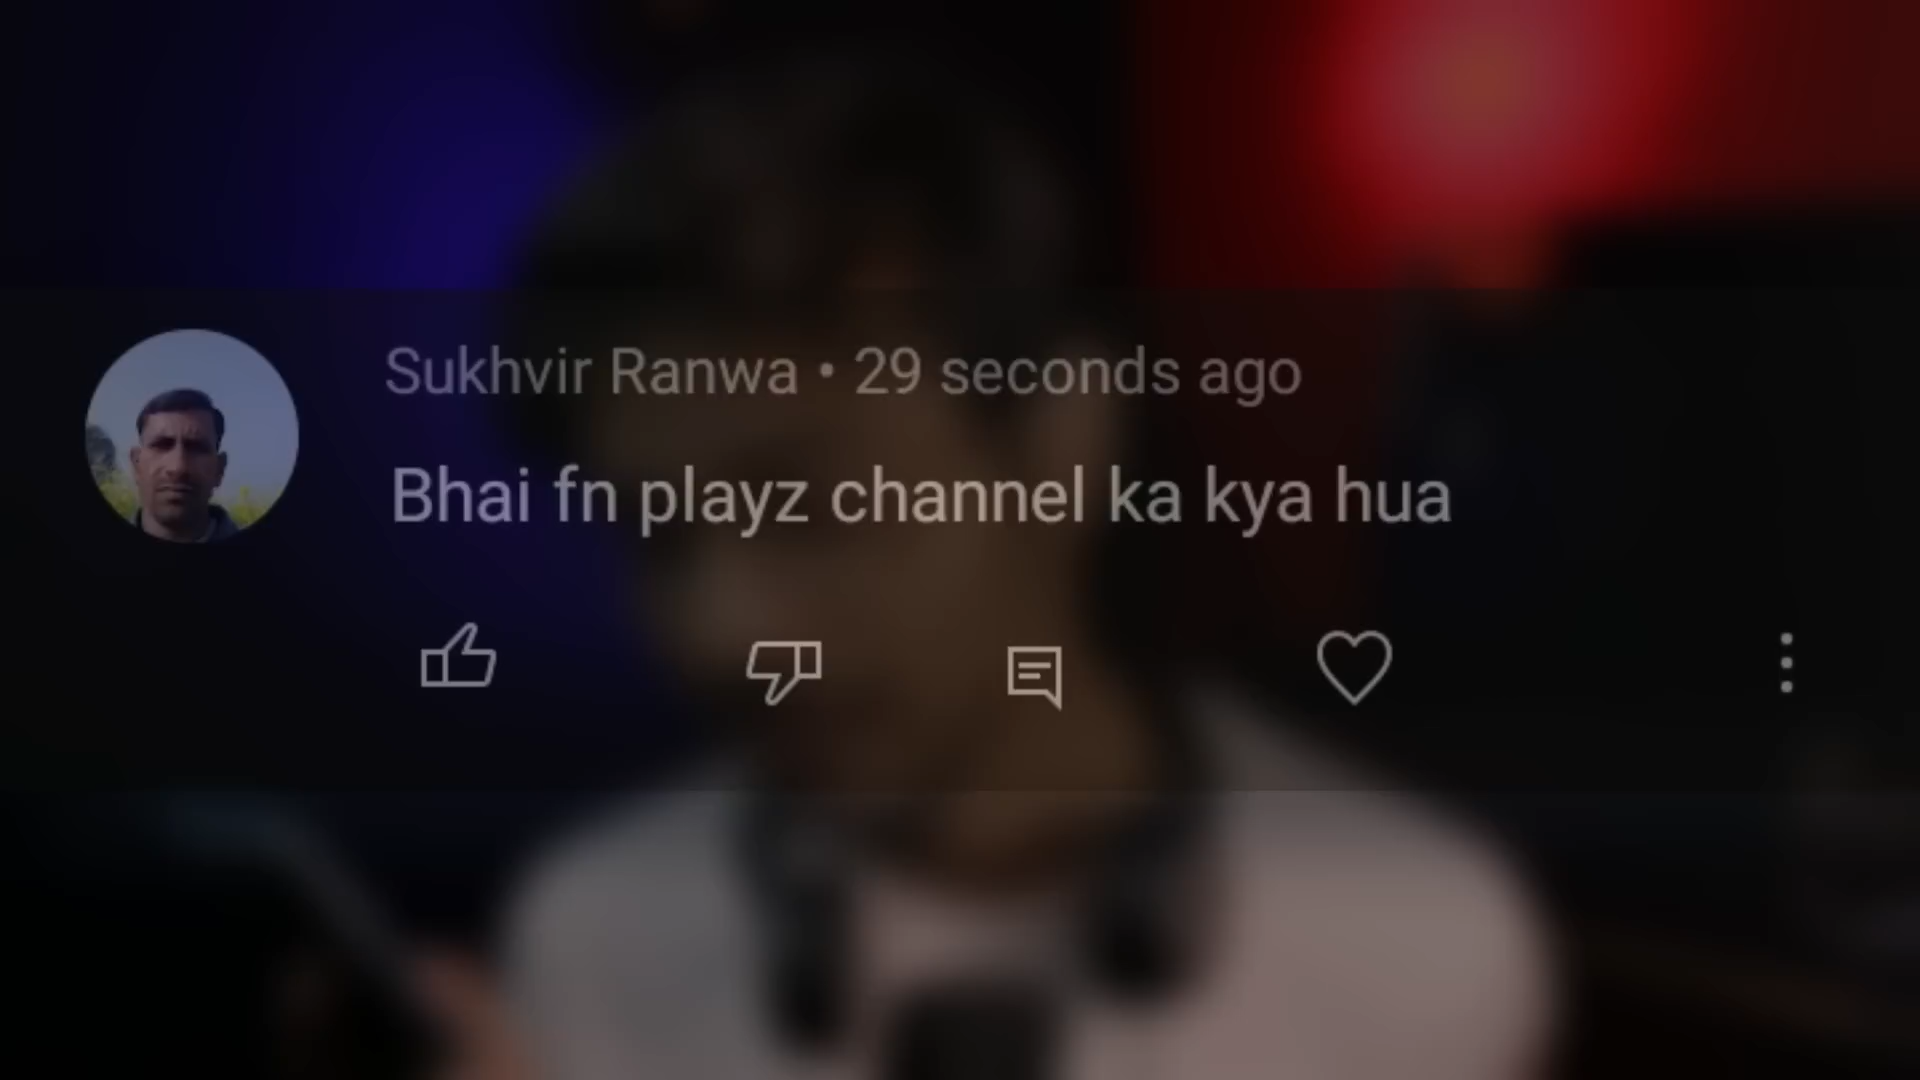 Sukhvir Ranwa • 29 seconds ago
Bhai fn playz channel ka kya hua